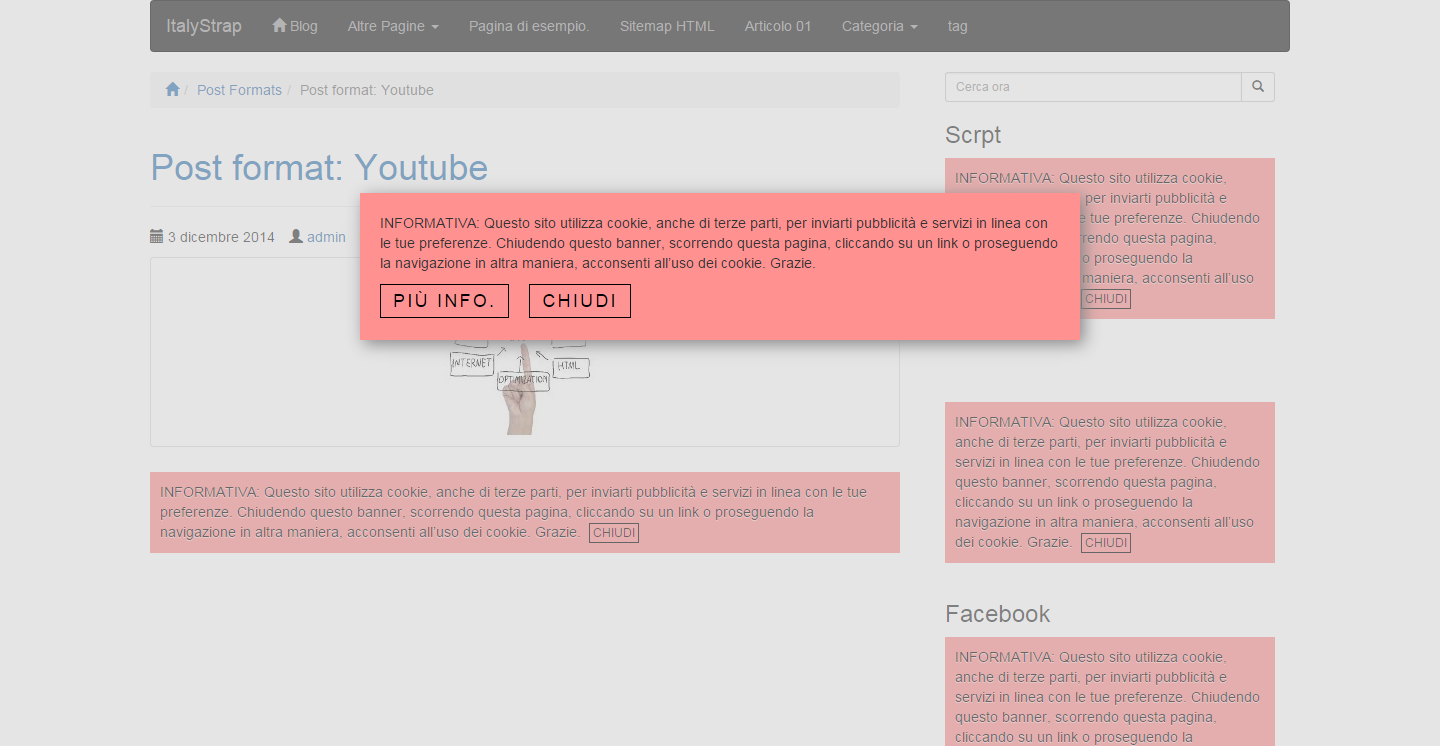 ItalyStrap Blog Altre Pagine Pagina di esempio. Sitemap HTML Articolo 01 Categoria tag
/ Post Formats / Post format: Youtube
Cerca ora
Post format: Youtube
3 dicembre 2014 admin
INFORMATIVA: Questo sito utilizza cookie, anche di terze parti, per inviarti pubblicità e servizi in linea con
le tue preferenze. Chiudendo questo banner, scorrendo questa pagina, cliccando su un link o proseguendo
la navigazione in altra maniera, acconsenti all'uso dei cookie. Grazie.
PIÙ INFO. CHIUDI
INTERNET HTML
OPTIMIZATION
INFORMATIVA: Questo sito utilizza cookie, anche di terze parti, per inviarti pubblicità e servizi in linea con le tue
preferenze. Chiudendo questo banner, scorrendo questa pagina, cliccando su un link o proseguendo la
navigazione in altra maniera, acconsenti all'uso dei cookie. Grazie. CHIUDI
Scrpt
INFORMATIVA: Questo sito utilizza cookie,
per inviarti pubblicità e
tue preferenze. Chiudendo
questa pagina,
o proseguendo la
maniera, acconsenti all'uso
CHIUDI
INFORMATIVA: Questo sito utilizza cookie,
anche di terze parti, per inviarti pubblicità e
servizi in linea con le tue preferenze. Chiudendo
questo banner, scorrendo questa pagina,
cliccando su un link o proseguendo la
navigazione in altra maniera, acconsenti all'uso
dei cookie. Grazie. CHIUDI
Facebook
INFORMATIVA: Questo sito utilizza cookie,
anche di terze parti, per inviarti pubblicità e
servizi in linea con le tue preferenze. Chiudendo
questo banner, scorrendo questa pagina,
cliccando su un link o proseguendo la